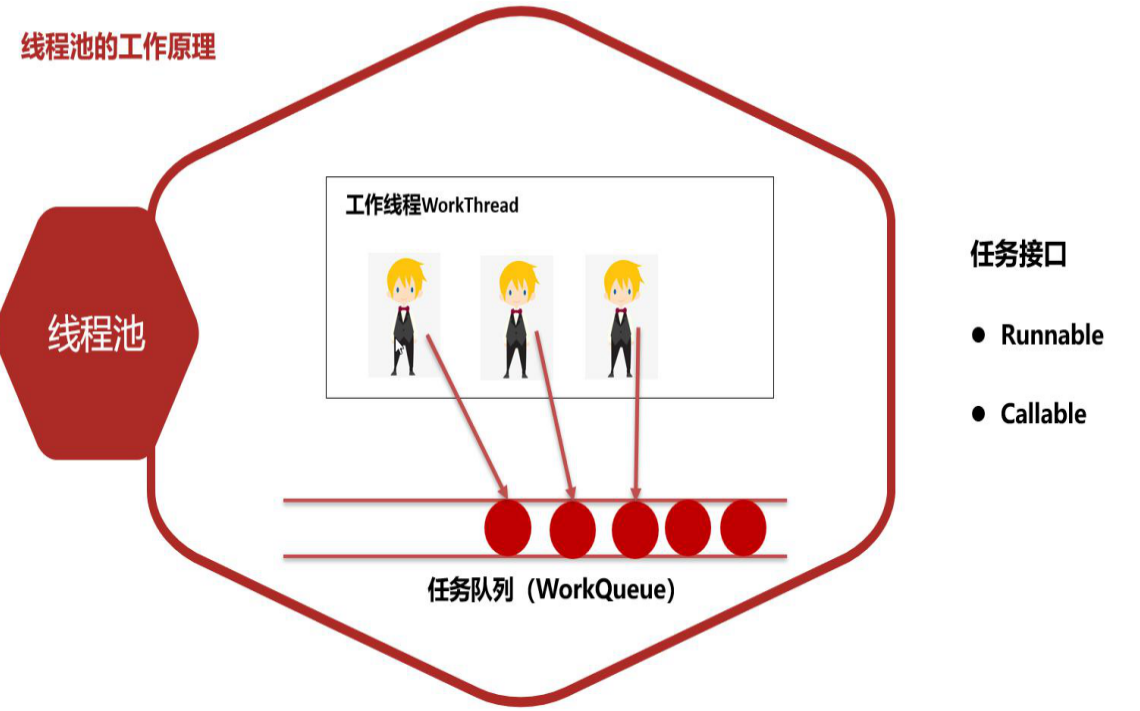 线程池的工作原理
线程池
工作线程WorkThread
任务队列（WorkQueue）
任务接口
● Runnable
● Callable